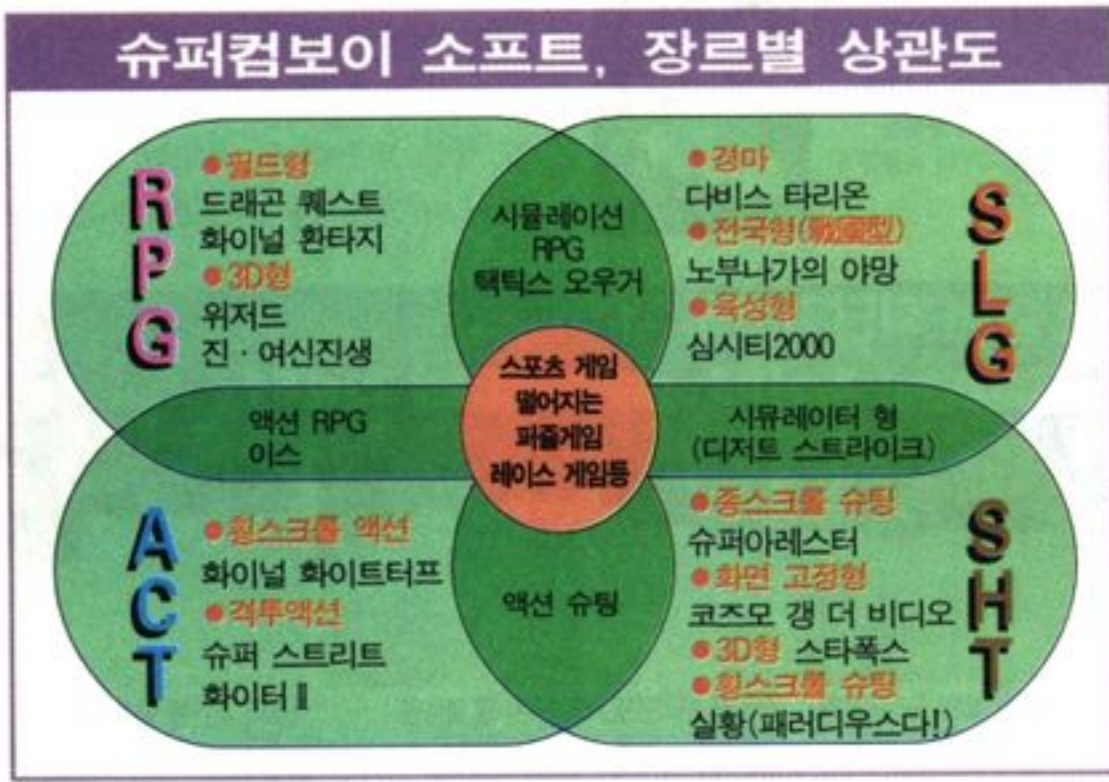 슈퍼컴보이 소프트, 장르별 상관도
RPG
●필드형
드래곤 퀘스트
화이널 환타지
●3D형
위저드
진·여신진생
시뮬레이션
RPG
택틱스 오우거
SLG
●경마
다비스 타리온
●전국형(戰國型)
노부나가의 야망
●육성형
심시티2000
스포츠 게임
떨어지는
퍼즐게임
레이스 게임등
액션 RPG
이스
시뮤레이터 형
(디저트 스트라이크)
ACT
●횡스크롤 액션
화이널 화이트터프
●격투액션
슈퍼 스트리트
화이터 Ⅱ
액션 슈팅
SHT
●종스크롤 슈팅
슈퍼아레스터
●화면 고정형
코즈모 갱 더 비디오
●3D형 스타폭스
●횡스크롤 슈팅
실황(패러디우스다!)